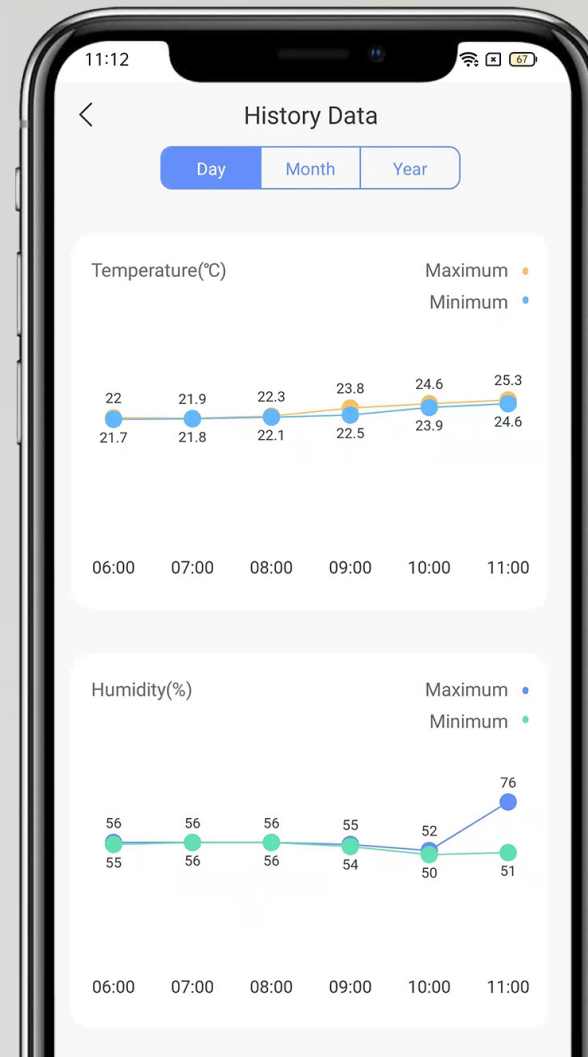 11:12 67
History Data
Day Month Year
Temperature(℃) Maximum
Minimum
22 21.9 22.3 23.8 24.6 25.3
21.7 21.8 22.1 22.5 23.9 24.6
06:00 07:00 08:00 09:00 10:00 11:00
Humidity(%) Maximum
Minimum
56 56 56 55 52 76
55 56 56 54 50 51
06:00 07:00 08:00 09:00 10:00 11:00